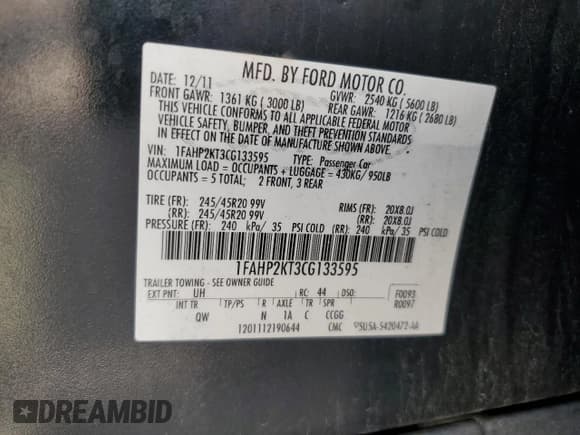 MFD. BY FORD MOTOR CO.
DATE: 12/11 GVWR: 2540 KG (5600 LB)
FRONT GAWR: 1361 KG (3000 LB) REAR GAWR: 1216 KG (2680 LB)
THIS VEHICLE CONFORMS TO ALL APPLICABLE FEDERAL MOTOR
VEHICLE SAFETY, BUMPER, AND THEFT PREVENTION STANDARDS
IN EFFECT ON THE DATE OF MANUFACTURE SHOWN ABOVE.
VIN: 1FAHP2KT3CG133595 TYPE: Passenger Car
MAXIMUM LOAD = OCCUPANTS + LUGGAGE = 430KG/ 950LB
OCCUPANTS = 5 TOTAL; 2 FRONT, 3 REAR
TIRE (FR): 245/45R20 99V RIMS (FR): 20X8.0J
(RR): 245/45R20 99V (RR): 20X8.0J
PRESSURE (FR): 240 kPa/ 35 PSI COLD (RR): 240 kPa/ 35 PSI COLD
1FAHP2KT3CG133595
TRAILER TOWING - SEE OWNER GUIDE
EXT PNT: UH RC: 44 DSO: F0093
INT TR TP/PS R AXLE TR SPR R0097
QW N 1A C CCGG
1201112190644 CMC 5U5A-5420472-AA
DREAMBID